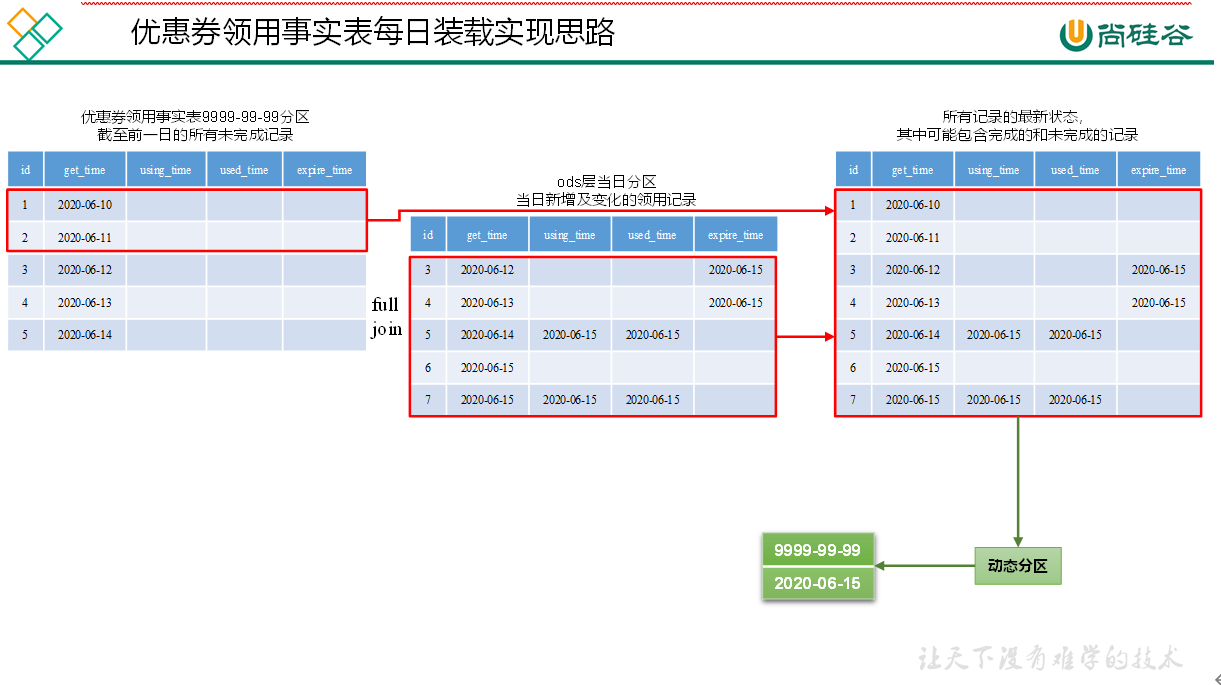 优惠券领用事实表每日装载实现思路
尚硅谷
优惠券领用事实表9999-99-99分区
截至前一日的所有未完成记录
id get_time using_time used_time expire_time
1 2020-06-10
2 2020-06-11
3 2020-06-12
4 2020-06-13
5 2020-06-14
full
join
ods层当日分区
当日新增及变化的领用记录
id get_time using_time used_time expire_time
3 2020-06-12 2020-06-15
4 2020-06-13 2020-06-15
5 2020-06-14 2020-06-15 2020-06-15
6 2020-06-15
7 2020-06-15 2020-06-15 2020-06-15
所有记录的最新状态,
其中可能包含完成的和未完成的记录
id get_time using_time used_time expire_time
1 2020-06-10
2 2020-06-11
3 2020-06-12 2020-06-15
4 2020-06-13 2020-06-15
5 2020-06-14 2020-06-15 2020-06-15
6 2020-06-15
7 2020-06-15 2020-06-15 2020-06-15
9999-99-99
2020-06-15
动态分区
让天下没有难学的技术